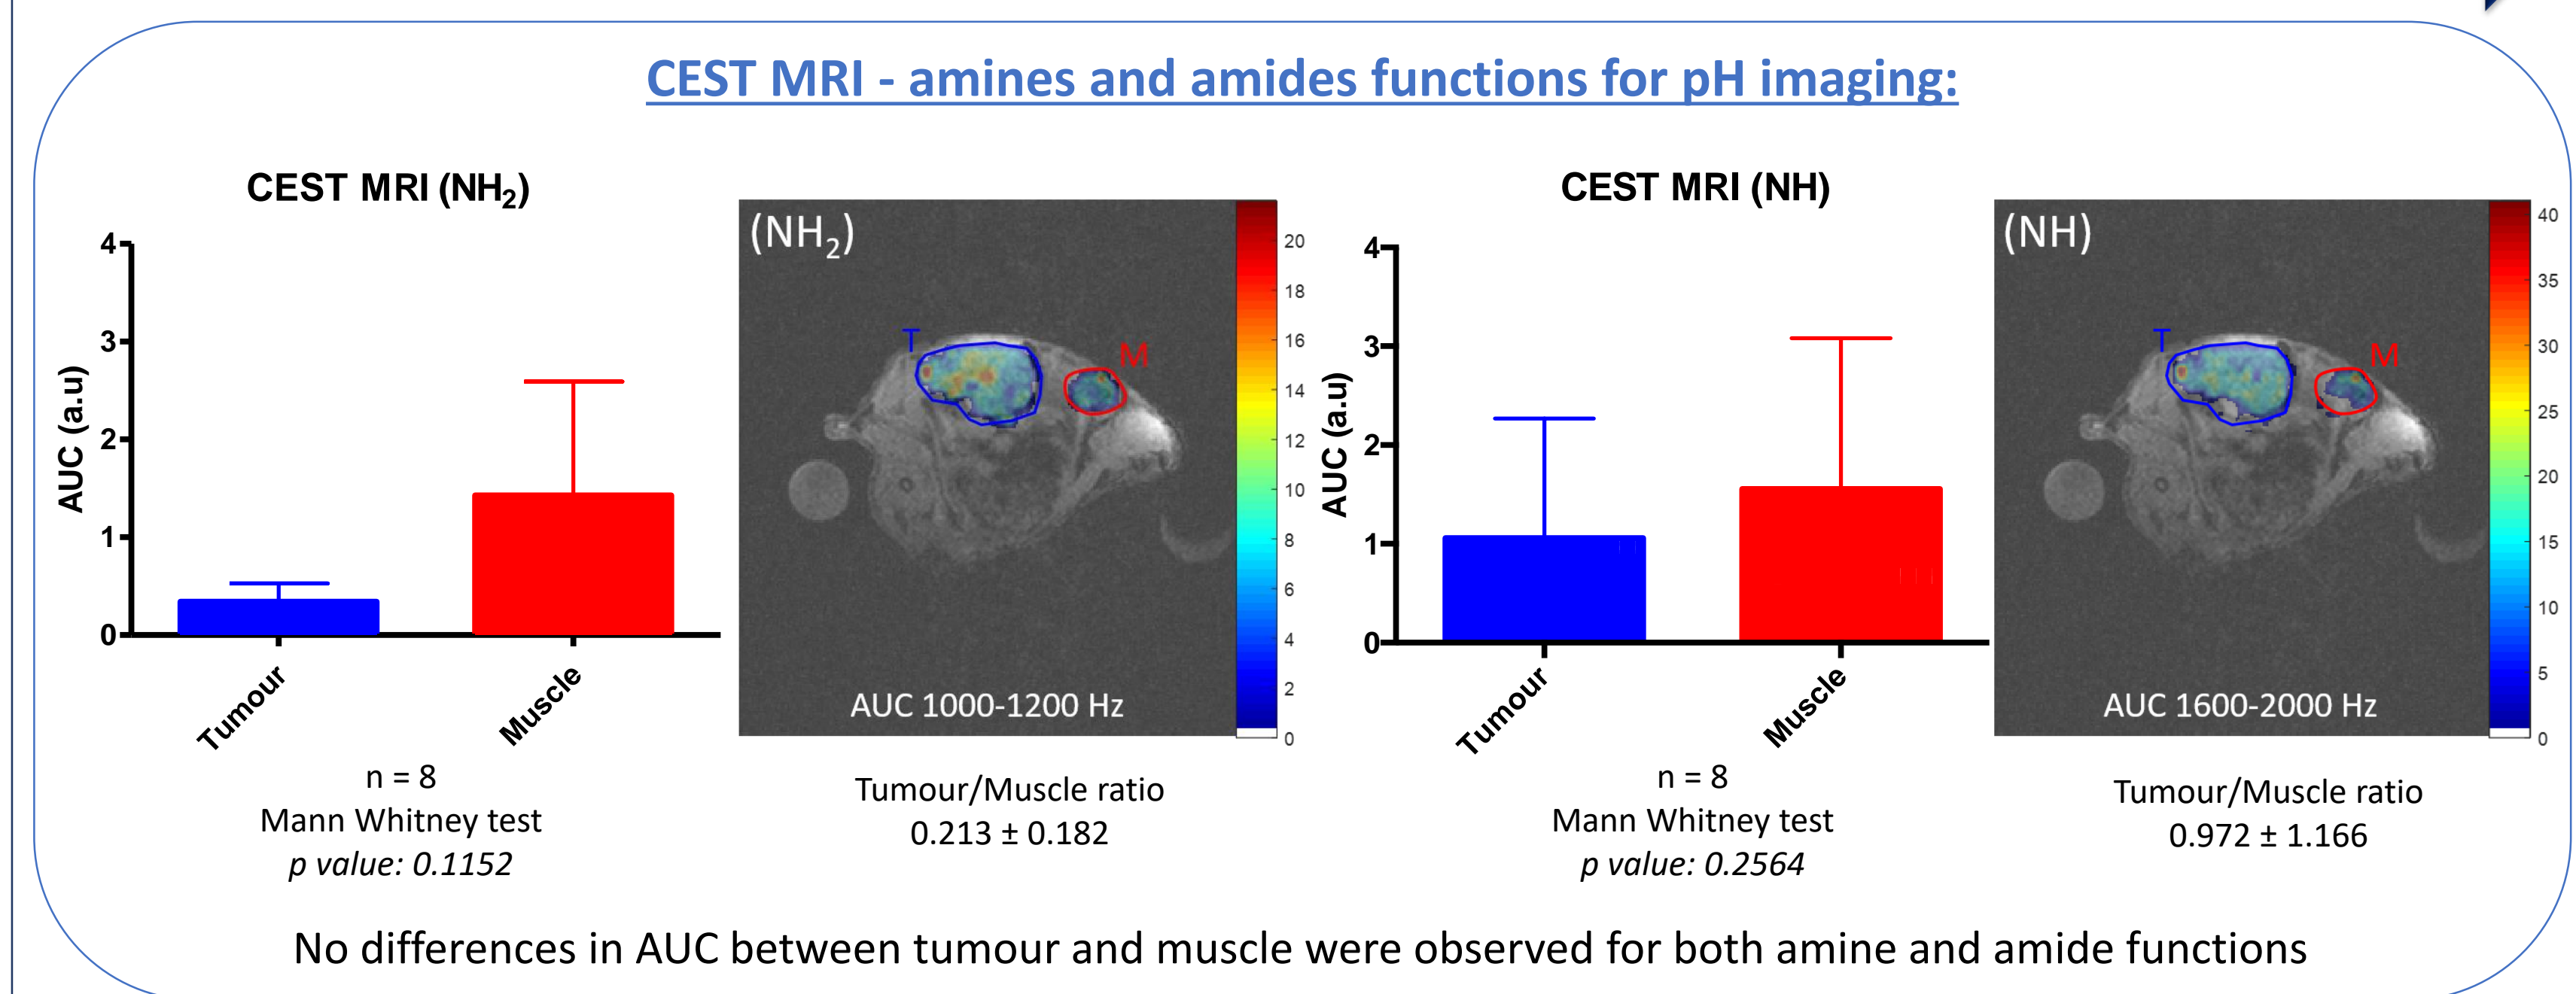 CEST MRI - amines and amides functions for pH imaging:
CEST MRI (NH₂)
AUC (a.u)
4
3
2
1
0
Tumour
Muscle
n = 8
Mann Whitney test
p value: 0.1152
(NH₂)
T
M
AUC 1000-1200 Hz
20
18
16
14
12
10
8
6
4
2
0
Tumour/Muscle ratio
0.213 ± 0.182
CEST MRI (NH)
AUC (a.u)
4
3
2
1
0
Tumour
Muscle
n = 8
Mann Whitney test
p value: 0.2564
(NH)
T
M
AUC 1600-2000 Hz
40
35
30
25
20
15
10
5
0
Tumour/Muscle ratio
0.972 ± 1.166
No differences in AUC between tumour and muscle were observed for both amine and amide functions